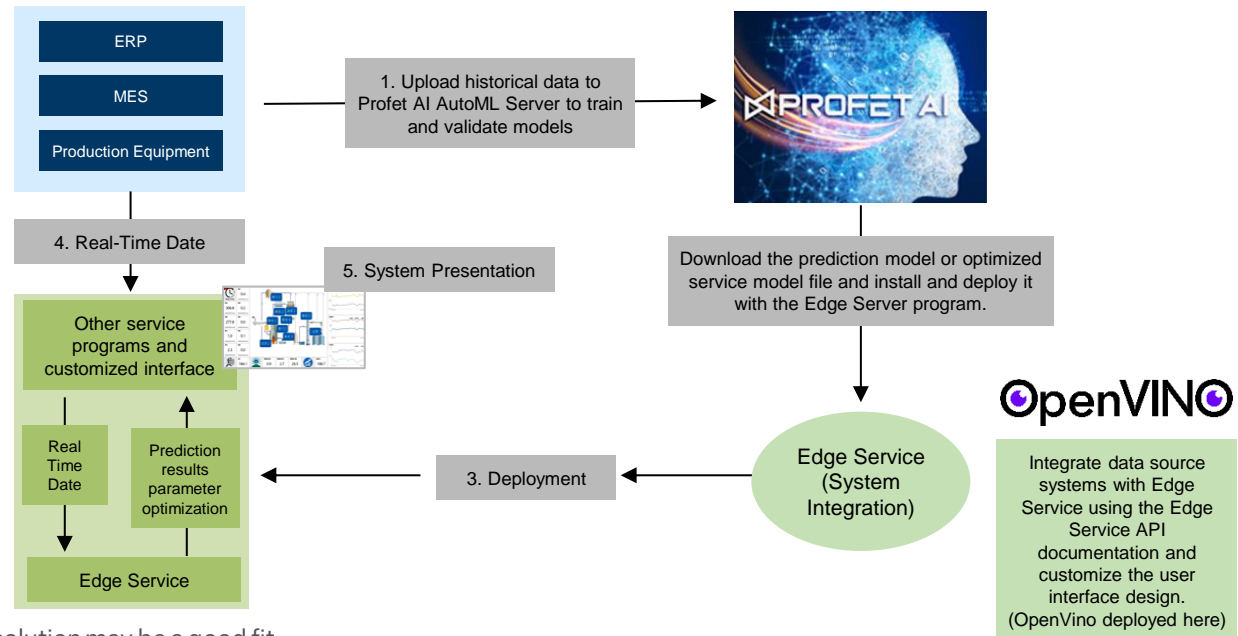 ERP
MES
Production Equipment
1. Upload historical data to
Profet AI AutoML Server to train
and validate models
PROFET AI
4. Real-Time Date
5. System Presentation
Download the prediction model or optimized
service model file and install and deploy it
with the Edge Server program.
Other service
programs and
customized interface
Real
Time
Date
Prediction
results
parameter
optimization
Edge Service
3. Deployment
Edge Service
(System
Integration)
OpenVINO
Integrate data source
systems with Edge
Service using the Edge
Service API
documentation and
customize the user
interface design.
(OpenVino deployed here)